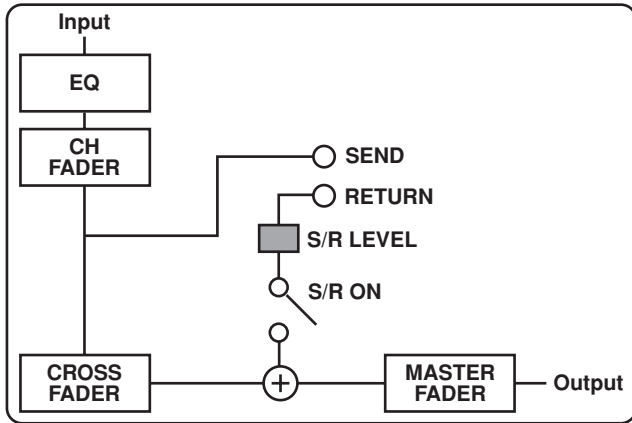 Input
EQ
CH
FADER
SEND
RETURN
S/R LEVEL
S/R ON
CROSS
FADER
+
MASTER
FADER
Output